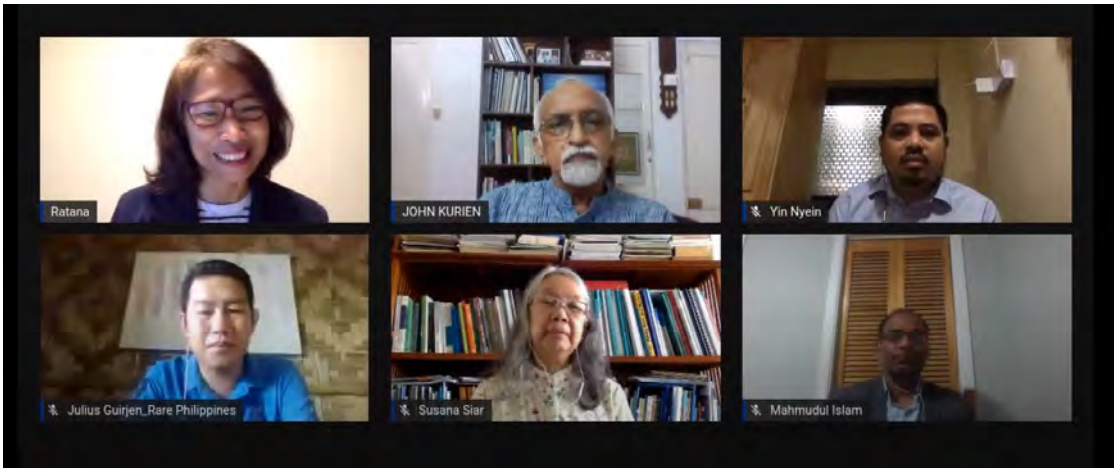 Ratana
JOHN KURIEN
Yin Nyein
Julius Guirjen_Rare Philippines
Susana Siar
Mahmudul Islam